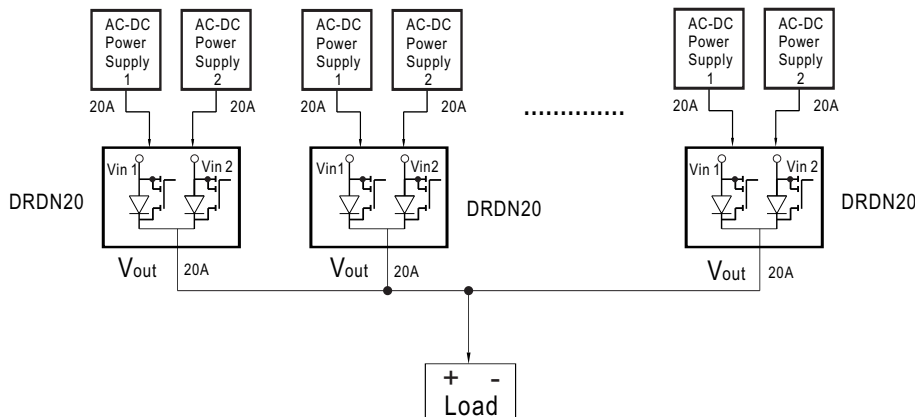 AC-DC
Power
Supply
1
AC-DC
Power
Supply
2
AC-DC
Power
Supply
1
AC-DC
Power
Supply
2
AC-DC
Power
Supply
1
AC-DC
Power
Supply
2
20A
20A
20A
20A
20A
20A
..............
Vin 1
Vin 2
Vin1
Vin2
Vin 1
Vin 2
DRDN20
DRDN20
DRDN20
Vout
20A
Vout
20A
Vout
20A
+ -
Load